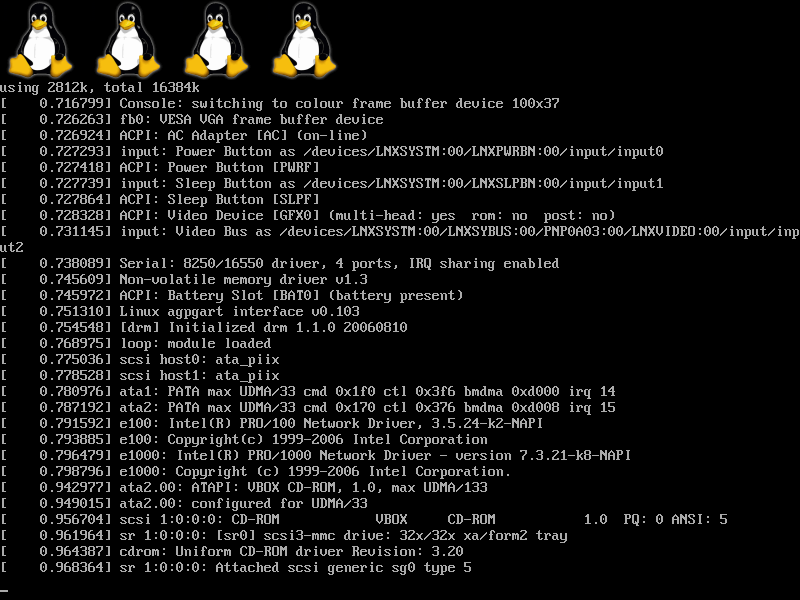 using 2812k, total 16384k
[    0.716799] Console: switching to colour frame buffer device 100x37
[    0.726263] fb0: VESA VGA frame buffer device
[    0.726924] ACPI: AC Adapter [AC] (on-line)
[    0.727293] input: Power Button as /devices/LNXSYSTM:00/LNXPWRBN:00/input/input0
[    0.727418] ACPI: Power Button [PWRF]
[    0.727739] input: Sleep Button as /devices/LNXSYSTM:00/LNXSLPBN:00/input/input1
[    0.727864] ACPI: Sleep Button [SLPF]
[    0.728328] ACPI: Video Device [GFX0] (multi-head: yes  rom: no  post: no)
[    0.731145] input: Video Bus as /devices/LNXSYSTM:00/LNXSYBUS:00/PNP0A03:00/LNXVIDEO:00/input/inp
ut2
[    0.738089] Serial: 8250/16550 driver, 4 ports, IRQ sharing enabled
[    0.745609] Non-volatile memory driver v1.3
[    0.745972] ACPI: Battery Slot [BAT0] (battery present)
[    0.751310] Linux agpgart interface v0.103
[    0.754548] [drm] Initialized drm 1.1.0 20060810
[    0.768975] loop: module loaded
[    0.775036] scsi host0: ata_piix
[    0.778528] scsi host1: ata_piix
[    0.780976] ata1: PATA max UDMA/33 cmd 0x1f0 ctl 0x3f6 bmdma 0xd000 irq 14
[    0.787192] ata2: PATA max UDMA/33 cmd 0x170 ctl 0x376 bmdma 0xd008 irq 15
[    0.791592] e100: Intel(R) PRO/100 Network Driver, 3.5.24-k2-NAPI
[    0.793885] e100: Copyright(c) 1999-2006 Intel Corporation
[    0.796479] e1000: Intel(R) PRO/1000 Network Driver - version 7.3.21-k8-NAPI
[    0.798796] e1000: Copyright (c) 1999-2006 Intel Corporation.
[    0.942977] ata2.00: ATAPI: VBOX CD-ROM, 1.0, max UDMA/133
[    0.949015] ata2.00: configured for UDMA/33
[    0.956704] scsi 1:0:0:0: CD-ROM            VBOX     CD-ROM           1.0  PQ: 0 ANSI: 5
[    0.961964] sr 1:0:0:0: [sr0] scsi3-mmc drive: 32x/32x xa/form2 tray
[    0.964387] cdrom: Uniform CD-ROM driver Revision: 3.20
[    0.968364] sr 1:0:0:0: Attached scsi generic sg0 type 5
_